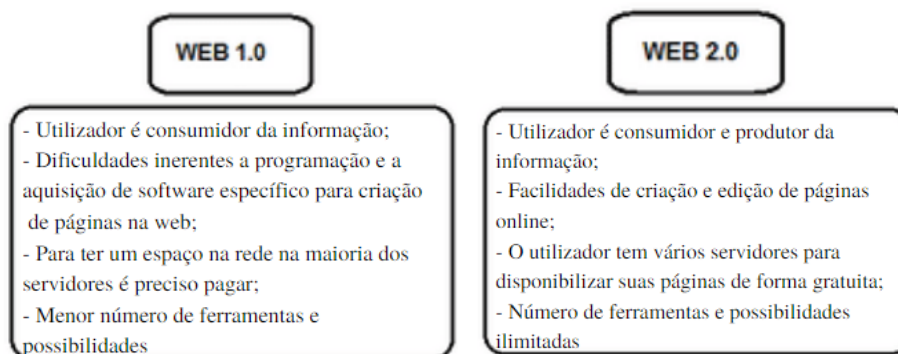 WEB 1.0
- Utilizador é consumidor da informação;
- Dificuldades inerentes a programação e a
aquisição de software específico para criação
de páginas na web;
- Para ter um espaço na rede na maioria dos
servidores é preciso pagar;
- Menor número de ferramentas e
possibilidades
WEB 2.0
- Utilizador é consumidor e produtor da
informação;
- Facilidades de criação e edição de páginas
online;
- O utilizador tem vários servidores para
disponibilizar suas páginas de forma gratuita;
- Número de ferramentas e possibilidades
ilimitadas